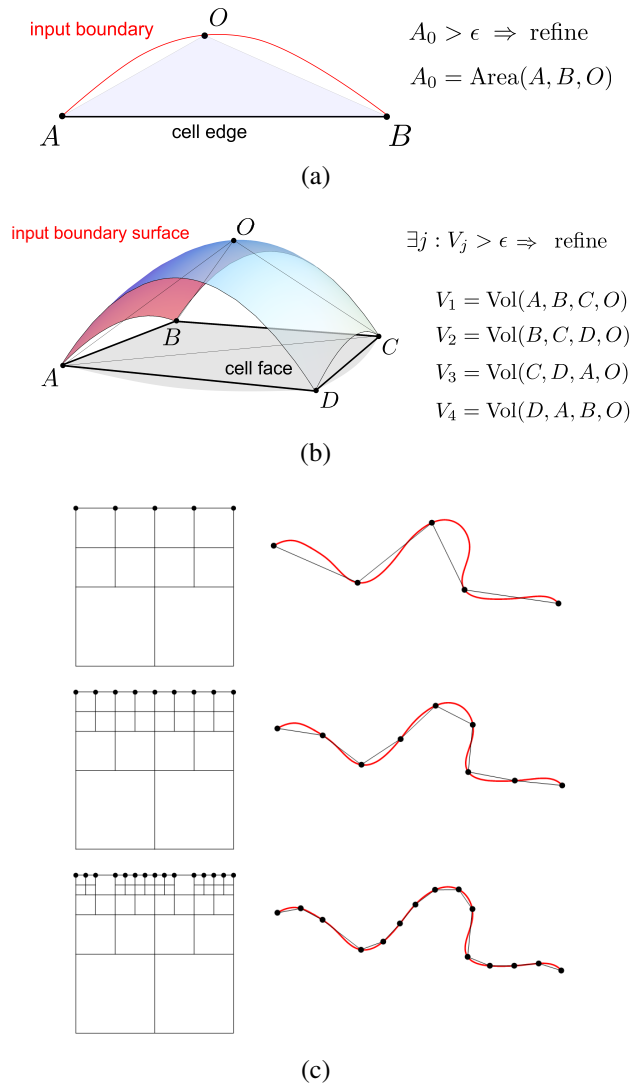 input boundary
O
A₀ > ϵ ⇒ refine
A₀ = Area(A, B, O)
A
cell edge
B
(a)
input boundary surface
O
∃j : Vⱼ > ϵ ⇒ refine
V₁ = Vol(A, B, C, O)
B
V₂ = Vol(B, C, D, O)
C
A
cell face
V₃ = Vol(C, D, A, O)
D
V₄ = Vol(D, A, B, O)
(b)
(c)